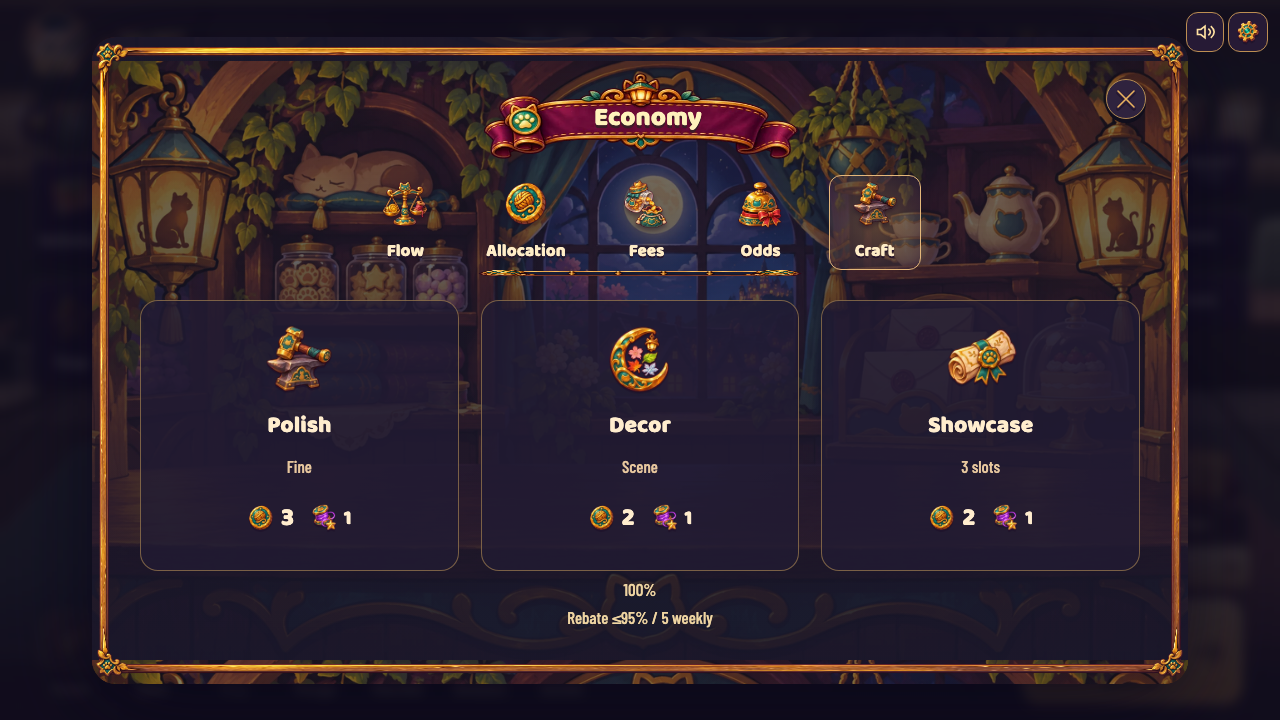 Economy
Flow
Allocation
Fees
Odds
Craft
Polish
Fine
3 1
Decor
Scene
2 1
Showcase
3 slots
2 1
100%
Rebate ≤95% / 5 weekly